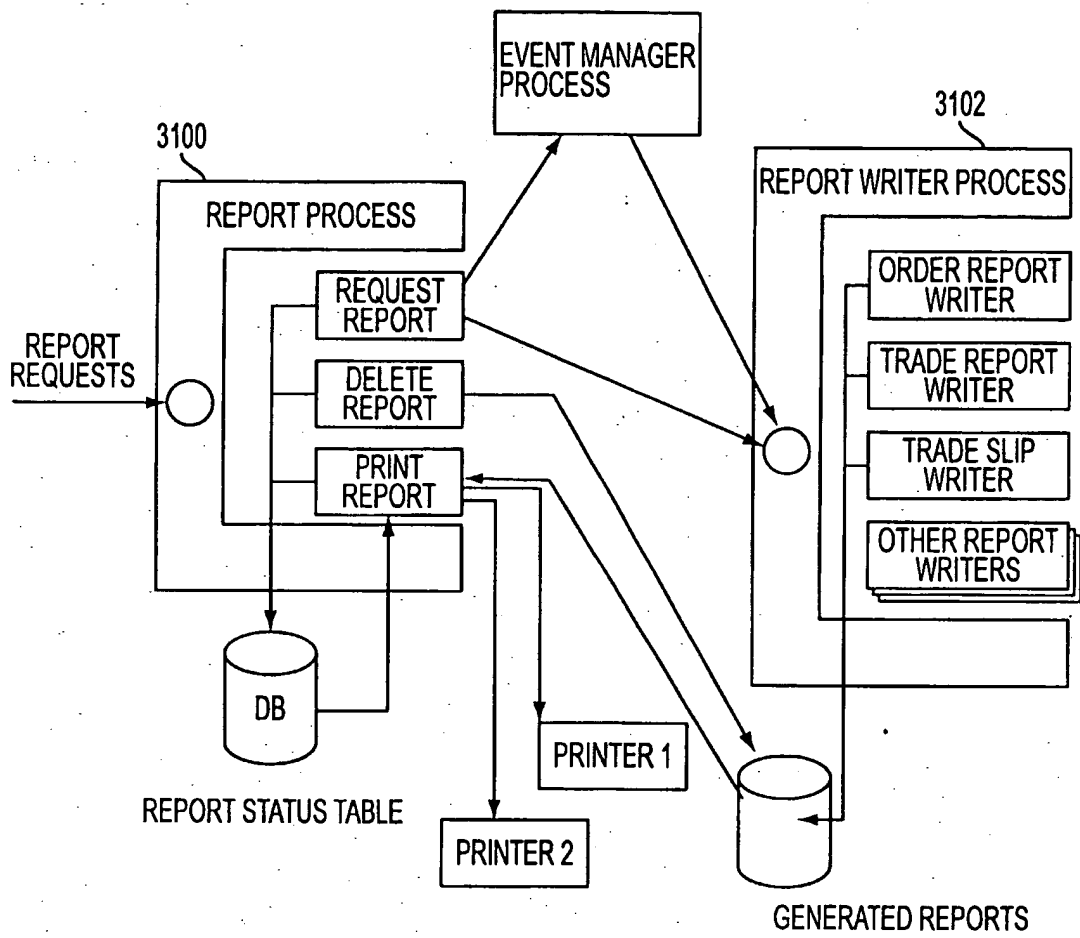 EVENT MANAGER
PROCESS
3100
3102
REPORT PROCESS
REPORT WRITER PROCESS
REQUEST
REPORT
ORDER REPORT
WRITER
REPORT
REQUESTS
DELETE
REPORT
TRADE REPORT
WRITER
PRINT
REPORT
TRADE SLIP
WRITER
OTHER REPORT
WRITERS
DB
PRINTER 1
REPORT STATUS TABLE
PRINTER 2
GENERATED REPORTS